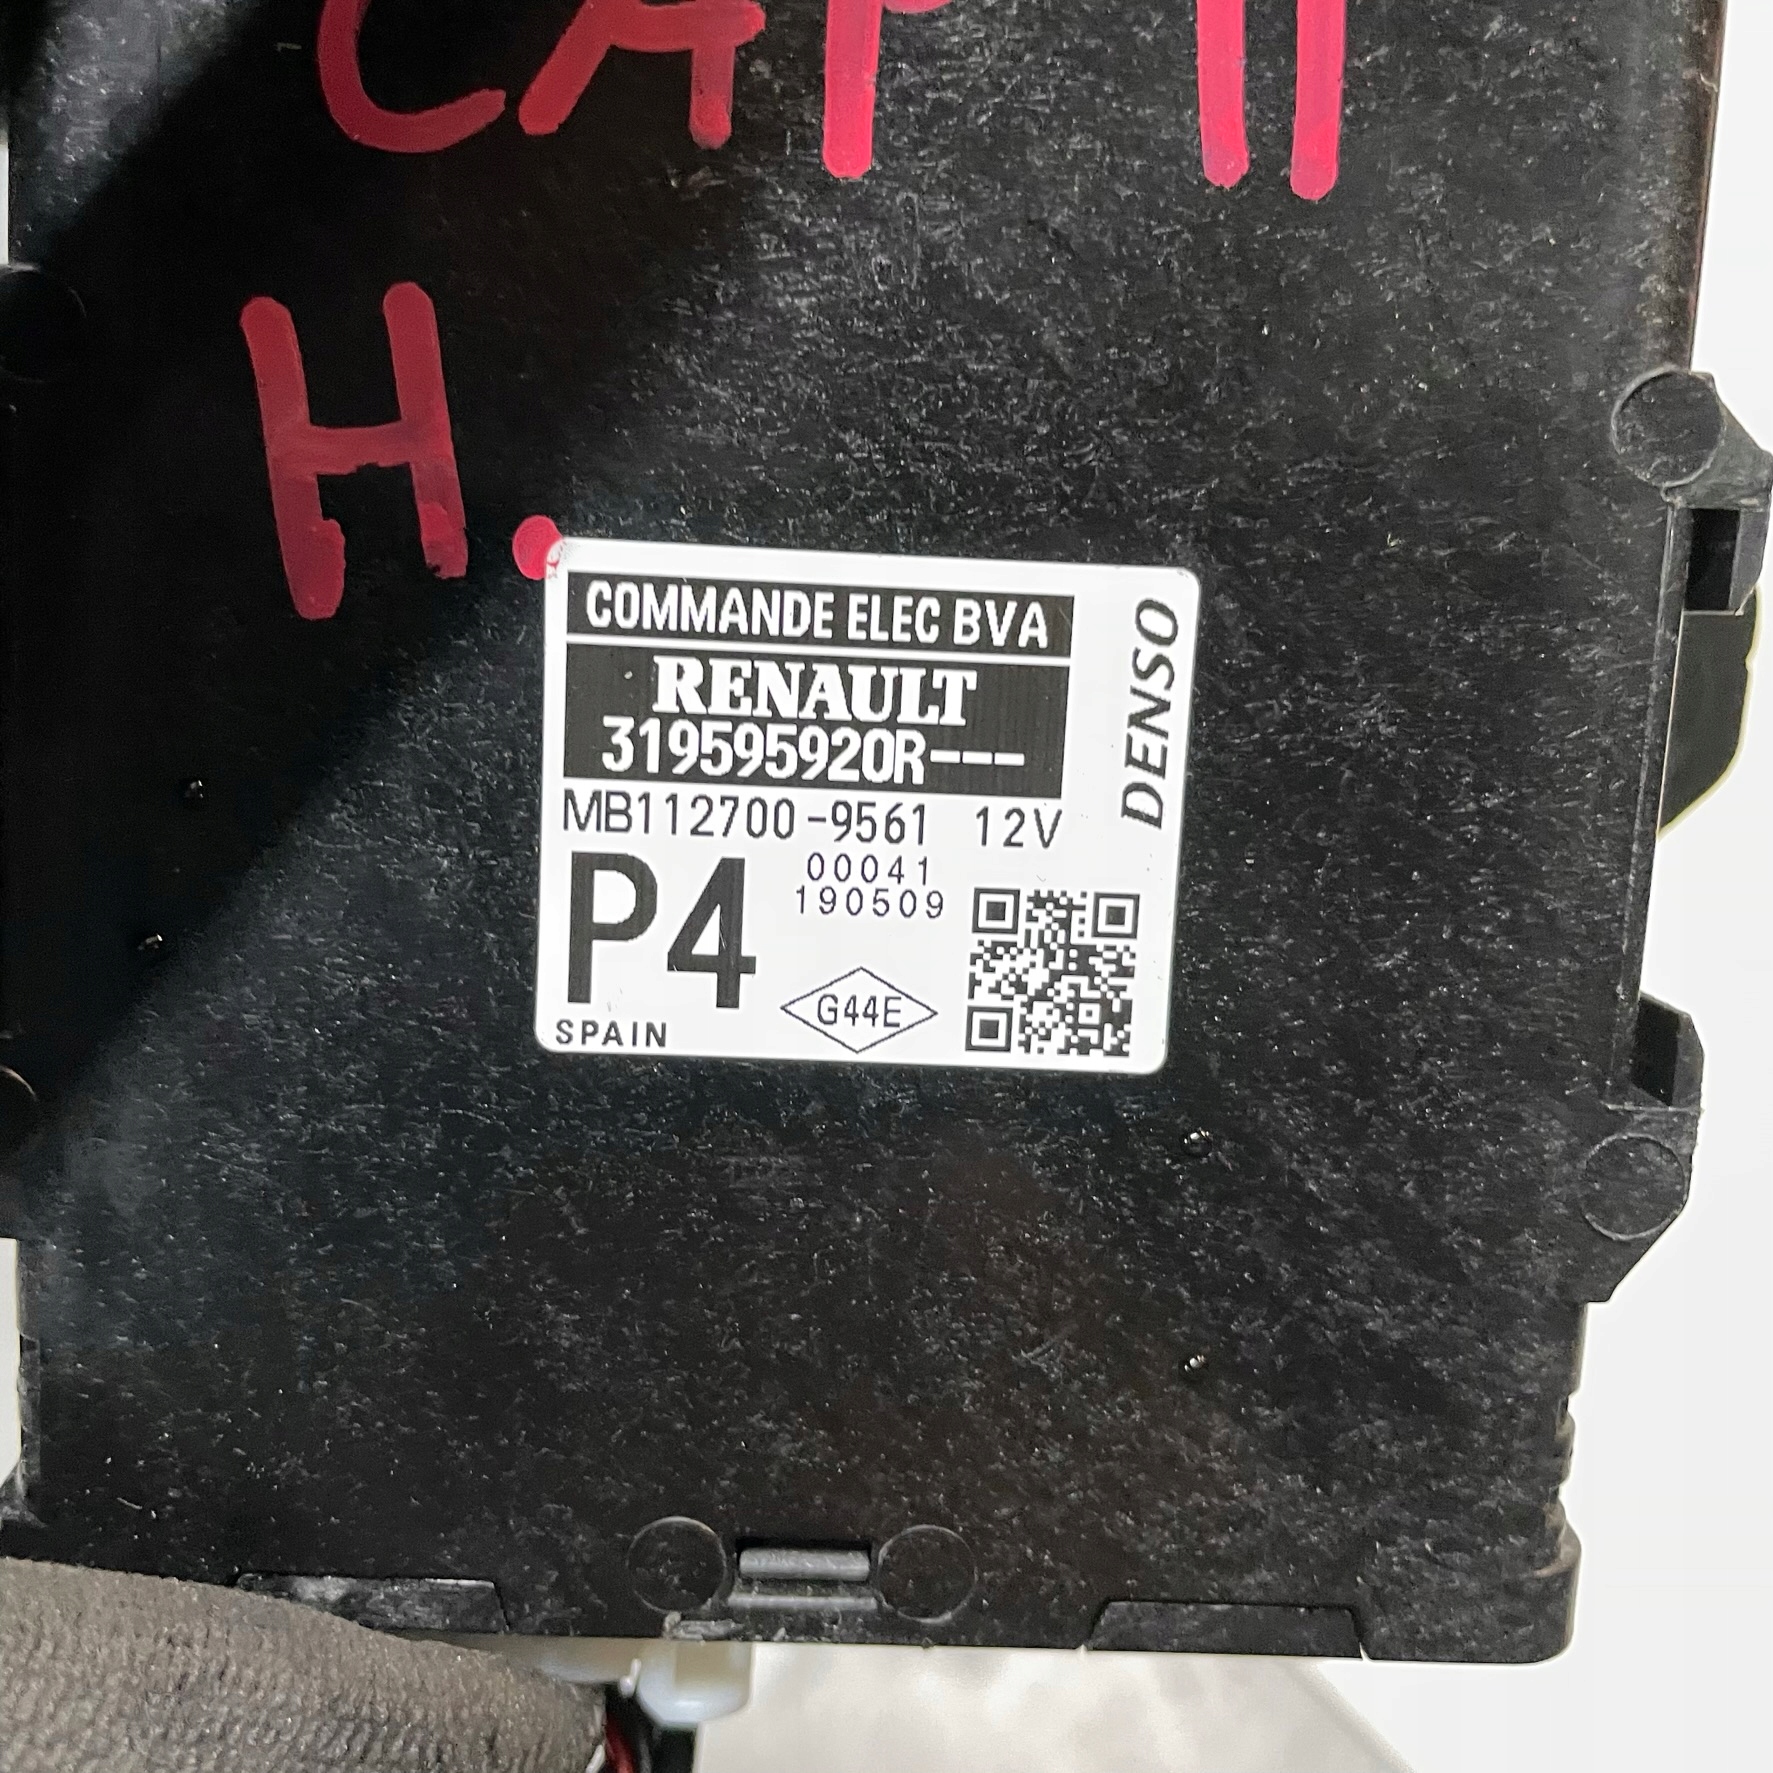 CAP II
H.
COMMANDE ELEC BVA
RENAULT
319595920R---
MB112700-9561 12V
DENSO
P4
00041
190509
G44E
SPAIN